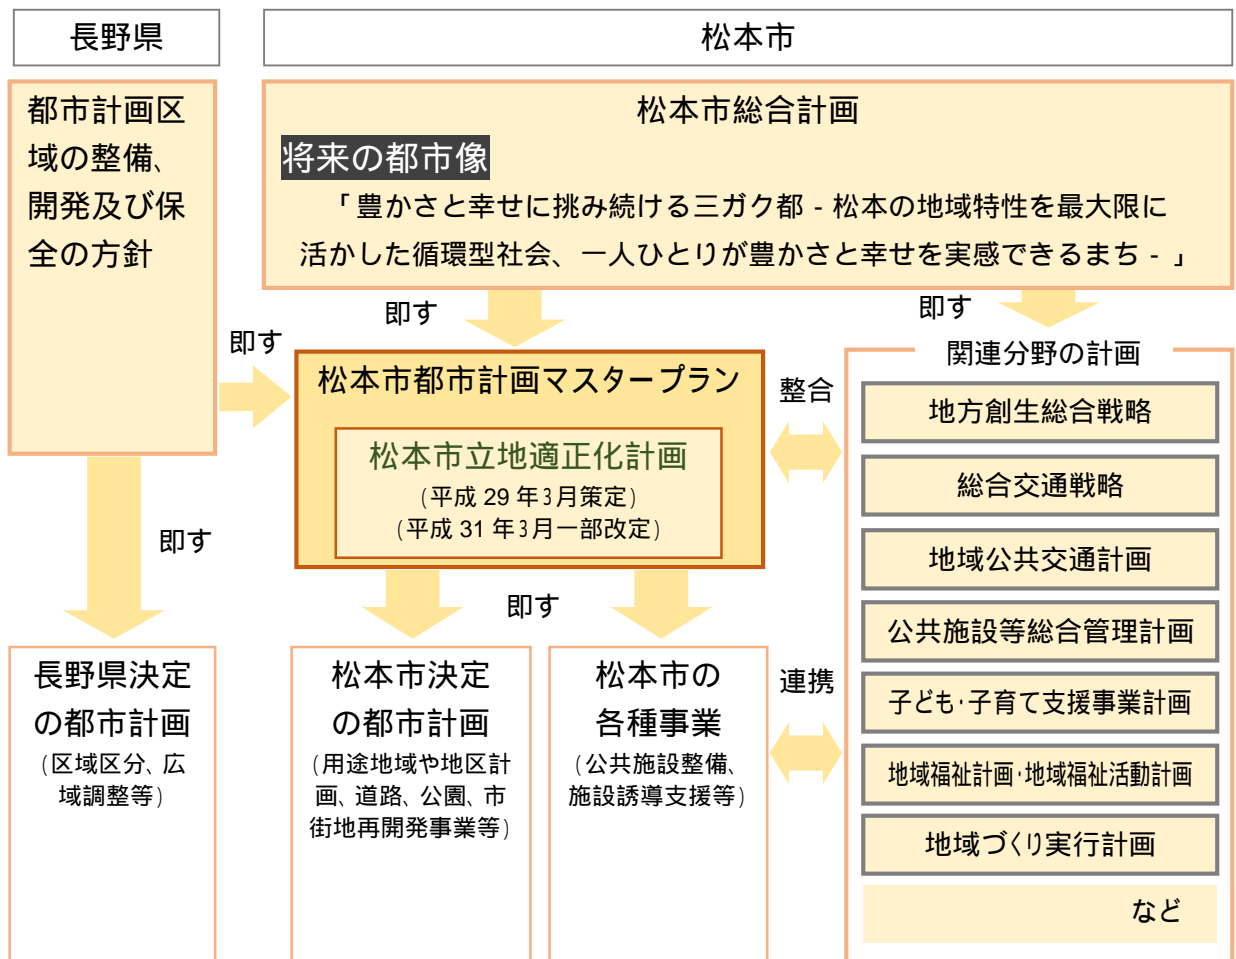 長野県
松本市
都市計画区
域の整備、
開発及び保
全の方針
松本市総合計画
将来の都市像
「豊かさと幸せに挑み続ける三ガク都 - 松本の地域特性を最大限に
活かした循環型社会、一人ひとりが豊かさと幸せを実感できるまち - 」
即す
即す
即す
松本市都市計画マスタープラン
松本市立地適正化計画
(平成 29 年3月策定)
(平成 31 年3月一部改定)
整合
関連分野の計画
地方創生総合戦略
総合交通戦略
地域公共交通計画
公共施設等総合管理計画
子ども・子育て支援事業計画
地域福祉計画・地域福祉活動計画
地域づくり実行計画
など
即す
即す
連携
長野県決定
の都市計画
(区域区分、広
域調整等)
松本市決定
の都市計画
(用途地域や地区計
画、道路、公園、市
街地再開発事業等)
松本市の
各種事業
(公共施設整備、
施設誘導支援等)